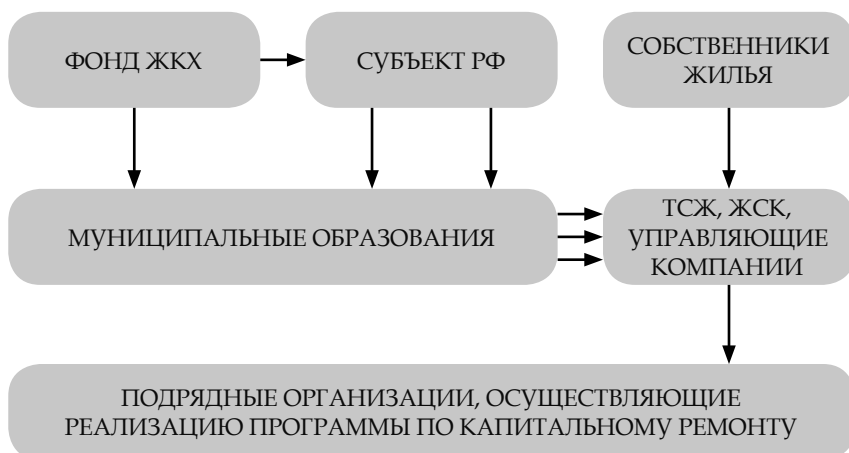 ФОНД ЖКХ
СУБЪЕКТ РФ
СОБСТВЕННИКИ
ЖИЛЬЯ
МУНИЦИПАЛЬНЫЕ ОБРАЗОВАНИЯ
ТСЖ, ЖСК,
УПРАВЛЯЮЩИЕ
КОМПАНИИ
ПОДРЯДНЫЕ ОРГАНИЗАЦИИ, ОСУЩЕСТВЛЯЮЩИЕ
РЕАЛИЗАЦИЮ ПРОГРАММЫ ПО КАПИТАЛЬНОМУ РЕМОНТУ